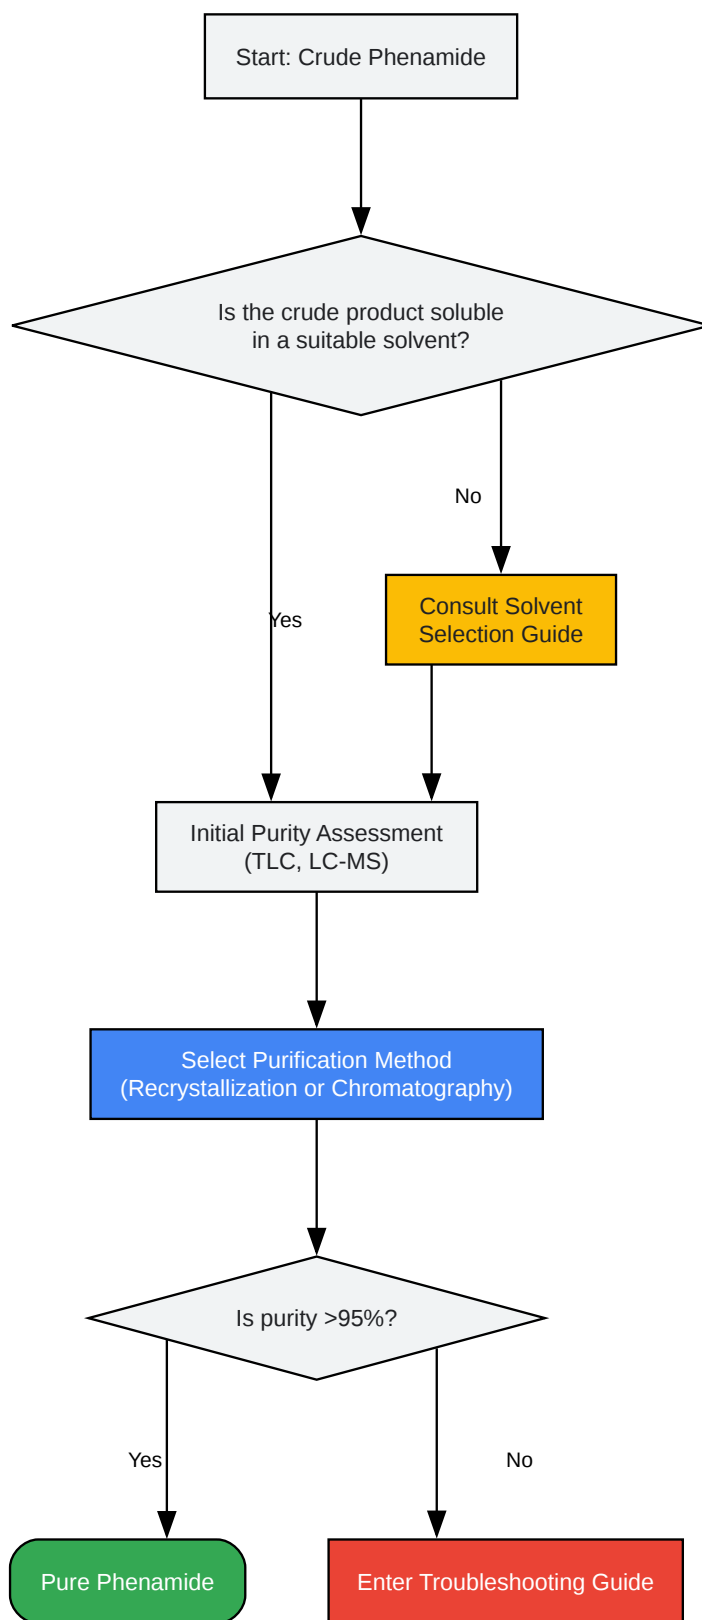 Start: Crude Phenamide
Is the crude product soluble
in a suitable solvent?
No
Consult Solvent
Selection Guide
Yes
Initial Purity Assessment
(TLC, LC-MS)
Select Purification Method
(Recrystallization or Chromatography)
Is purity >95%?
Yes
No
Pure Phenamide
Enter Troubleshooting Guide